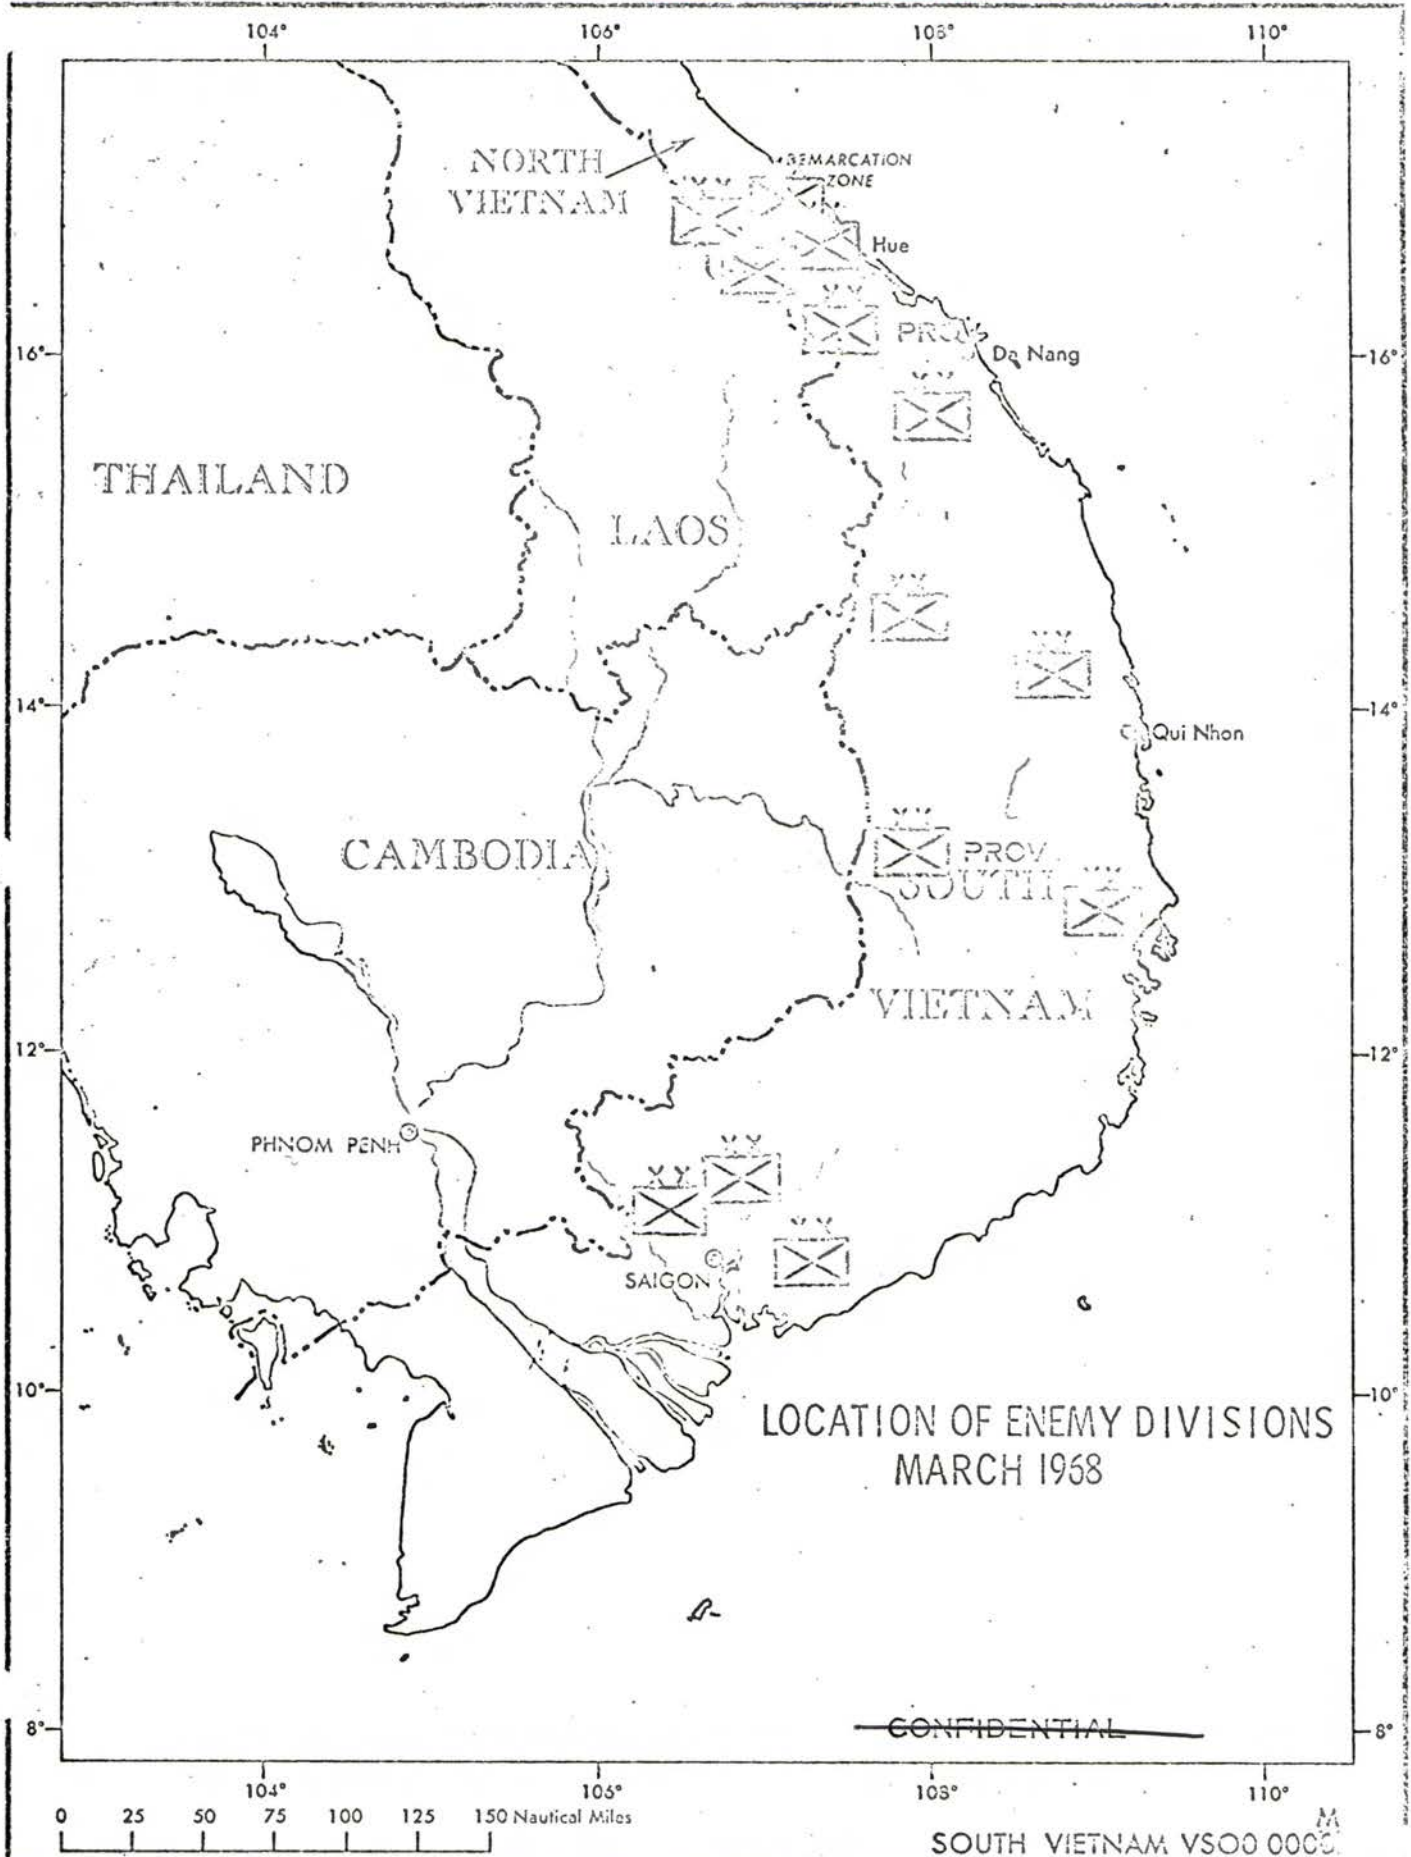 104° 106° 108° 110°
NORTH
VIETNAM
DEMARCATION
ZONE
Hue
PROV
16° 16°
Da Nang
THAILAND
LAOS
14° 14°
Qui Nhon
CAMBODIA
PROV.
SOUTH
VIETNAM
12° 12°
PHNOM PENH
SAIGON
10° 10°
LOCATION OF ENEMY DIVISIONS
MARCH 1968
CONFIDENTIAL
8° 8°
104° 106° 108° 110°
0 25 50 75 100 125 150 Nautical Miles
M
SOUTH VIETNAM VS00